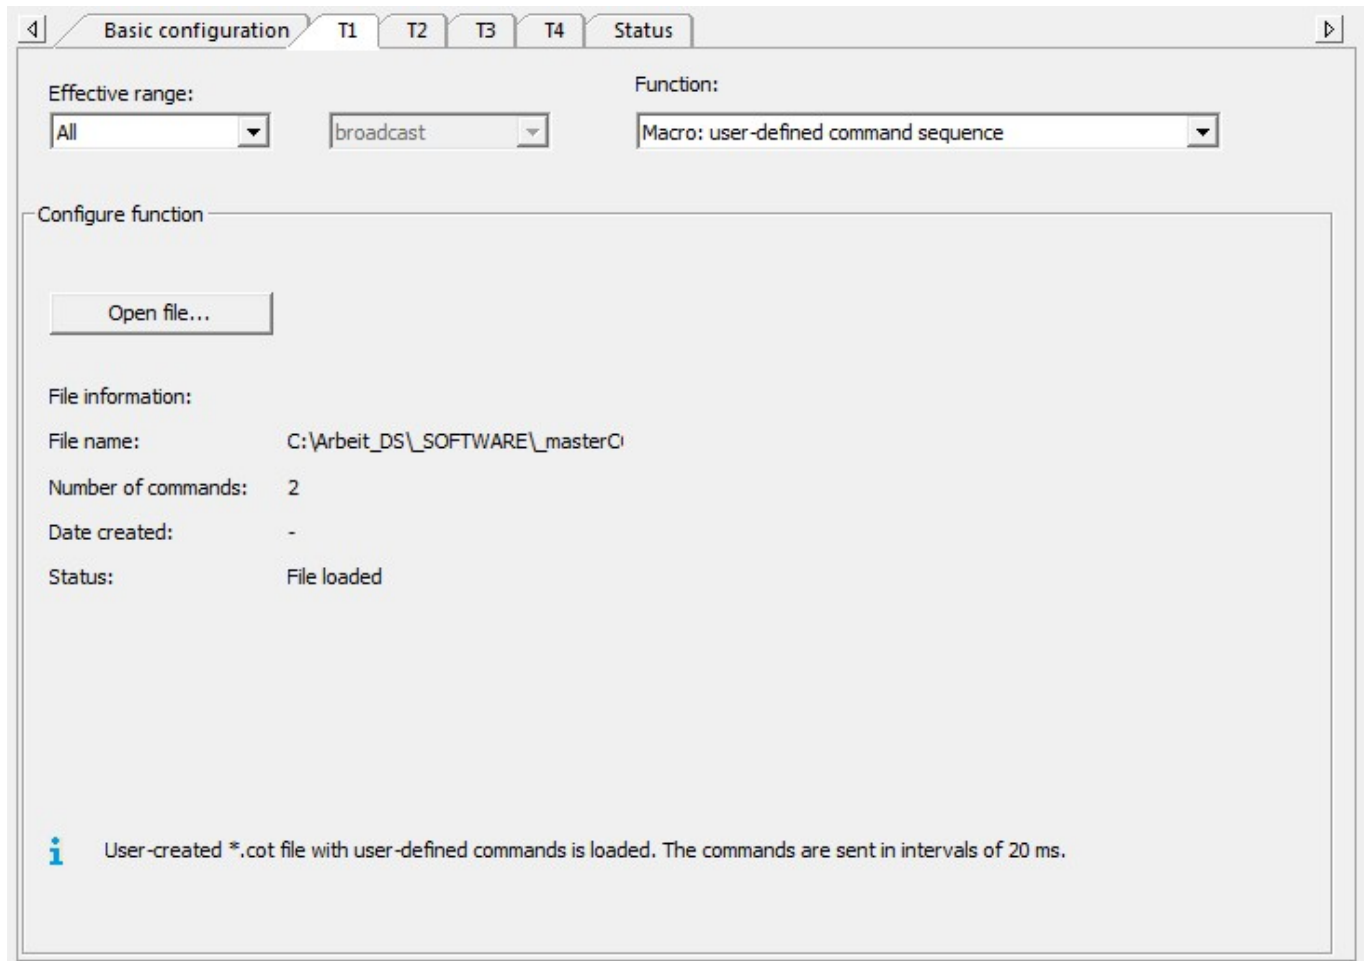 Basic configuration T1 T2 T3 T4 Status
Effective range:
Function:
All
broadcast
Macro: user-defined command sequence
Configure function
Open file...
File information:
File name: C:\Arbeit_DS\_SOFTWARE\_masterC
Number of commands: 2
Date created: -
Status: File loaded
User-created *.cot file with user-defined commands is loaded. The commands are sent in intervals of 20 ms.